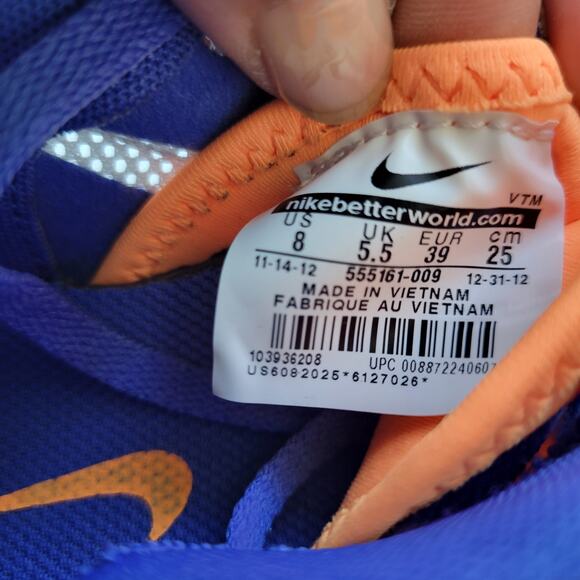 VTM
nikebetterworld.com
US UK EUR cm
8 5.5 39 25
11-14-12 555161-009 12-31-12
MADE IN VIETNAM
FABRIQUE AU VIETNAM
103936208 UPC 00887224060
US6082025*6127026*